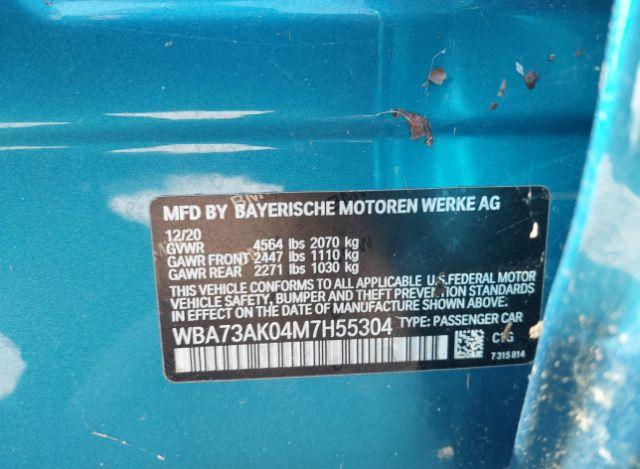 MFD BY BAYERISCHE MOTOREN WERKE AG
12/20
GVWR 4564 lbs 2070 kg
GAWR FRONT 2447 lbs 1110 kg
GAWR REAR 2271 lbs 1030 kg
THIS VEHICLE CONFORMS TO ALL APPLICABLE U.S.FEDERAL MOTOR
VEHICLE SAFETY, BUMPER AND THEFT PREVENTION STANDARDS
IN EFFECT ON THE DATE OF MANUFACTURE SHOWN ABOVE.
WBA73AK04M7H55304 TYPE: PASSENGER CAR
7 315 814